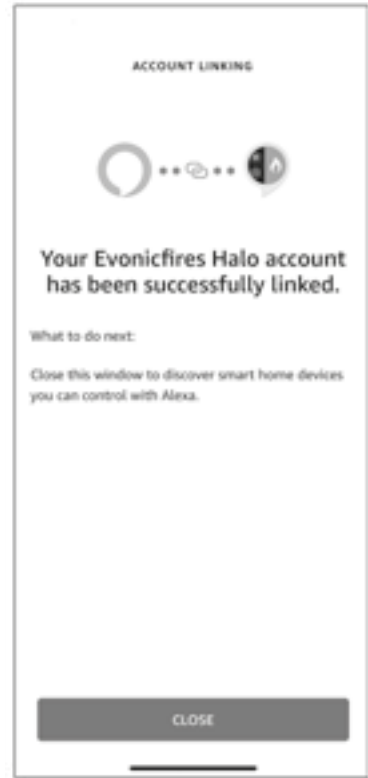 ACCOUNT LINKING
Your Evonicfires Halo account
has been successfully linked.
What to do next:
Close this window to discover smart home devices
you can control with Alexa.
CLOSE